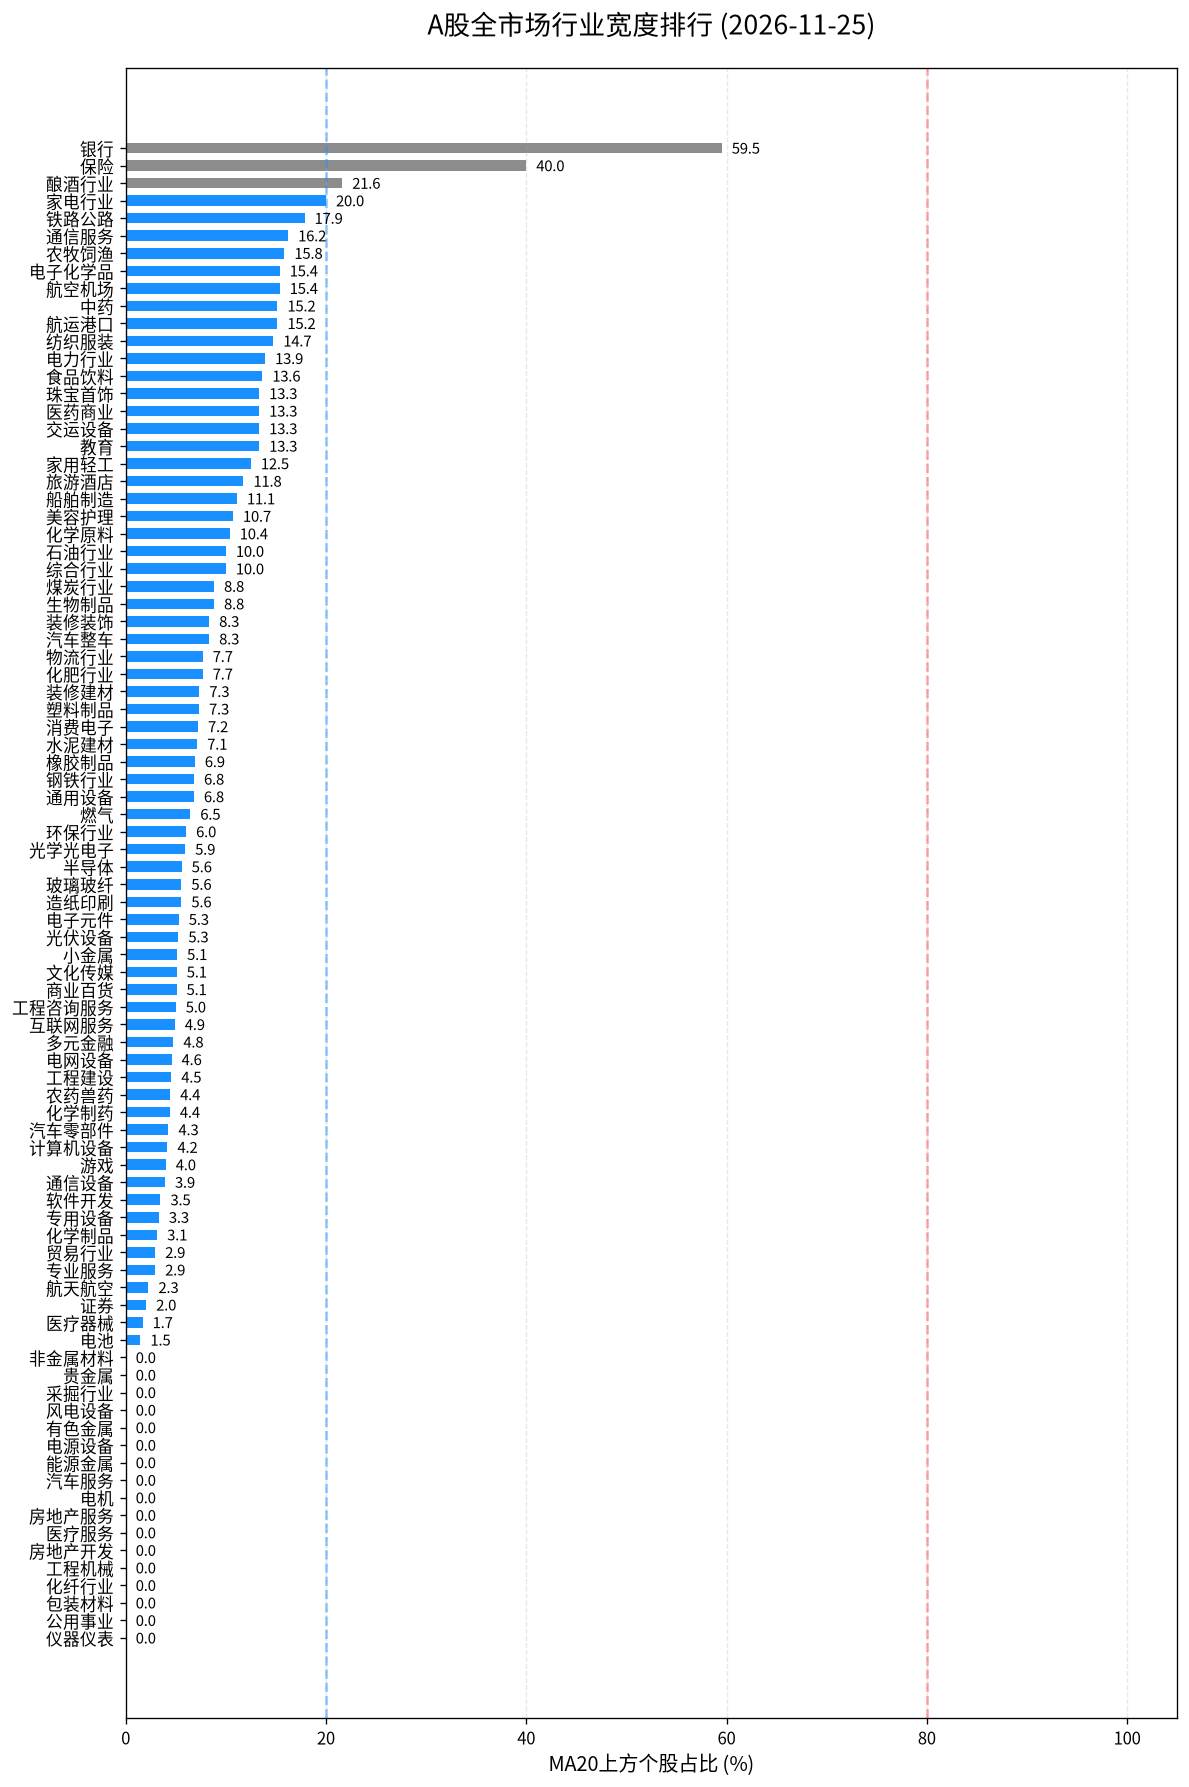 A股全市场行业宽度排行 (2026-11-25)
银行 59.5
保险 40.0
酿酒行业 21.6
家电行业 20.0
铁路公路 17.9
通信服务 16.2
农牧饲渔 15.8
电子化学品 15.4
航空机场 15.4
中药 15.2
航运港口 15.2
纺织服装 14.7
电力行业 13.9
食品饮料 13.6
珠宝首饰 13.3
医药商业 13.3
交运设备 13.3
教育 13.3
家用轻工 12.5
旅游酒店 11.8
船舶制造 11.1
美容护理 10.7
化学原料 10.4
石油行业 10.0
综合行业 10.0
煤炭行业 8.8
生物制品 8.8
装修装饰 8.3
汽车整车 8.3
物流行业 7.7
化肥行业 7.7
装修建材 7.3
塑料制品 7.3
消费电子 7.2
水泥建材 7.1
橡胶制品 6.9
钢铁行业 6.8
通用设备 6.8
燃气 6.5
环保行业 6.0
光学光电子 5.9
半导体 5.6
玻璃玻纤 5.6
造纸印刷 5.6
电子元件 5.3
光伏设备 5.3
小金属 5.1
文化传媒 5.1
商业百货 5.1
工程咨询服务 5.0
互联网服务 4.9
多元金融 4.8
电网设备 4.6
工程建设 4.5
农药兽药 4.4
化学制药 4.4
汽车零部件 4.3
计算机设备 4.2
游戏 4.0
通信设备 3.9
软件开发 3.5
专用设备 3.3
化学制品 3.1
贸易行业 2.9
专业服务 2.9
航天航空 2.3
证券 2.0
医疗器械 1.7
电池 1.5
非金属材料 0.0
贵金属 0.0
采掘行业 0.0
风电设备 0.0
有色金属 0.0
电源设备 0.0
能源金属 0.0
汽车服务 0.0
电机 0.0
房地产服务 0.0
医疗服务 0.0
房地产开发 0.0
工程机械 0.0
化纤行业 0.0
包装材料 0.0
公用事业 0.0
仪器仪表 0.0
0 20 40 60 80 100
MA20上方个股占比 (%)